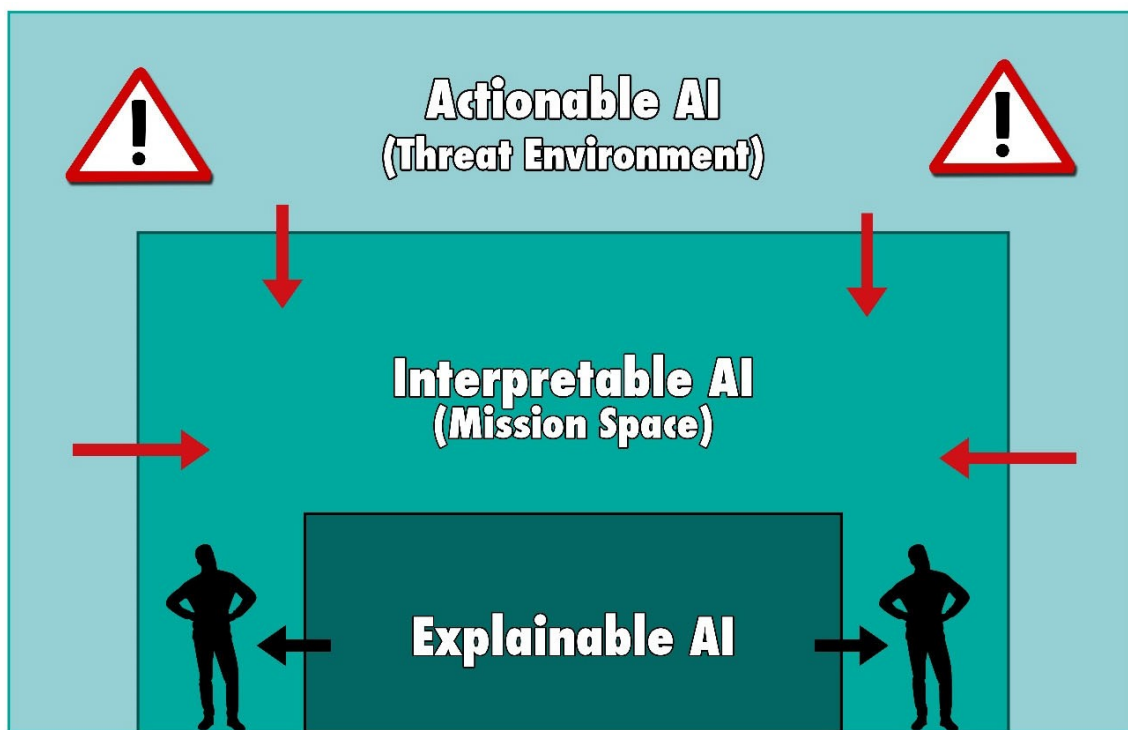 Actionable AI
(Threat Environment)
Interpretable AI
(Mission Space)
Explainable AI